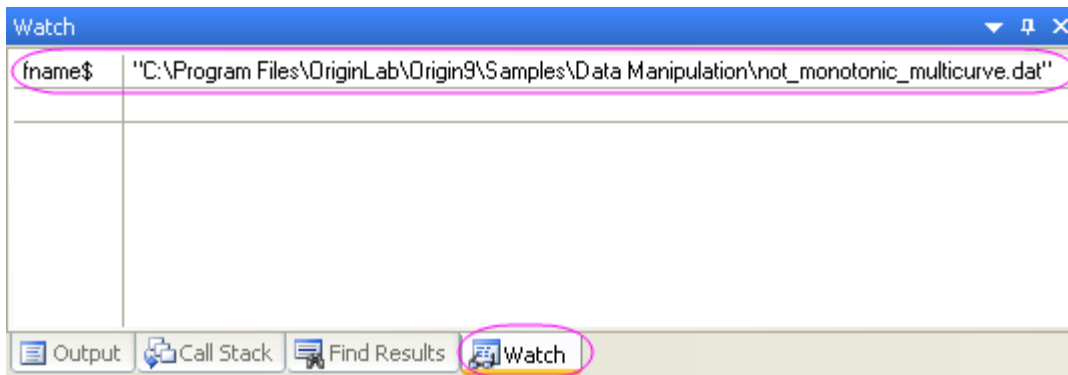 Watch
fname$ "C:\Program Files\OriginLab\Origin9\Samples\Data Manipulation\not_monotonic_multicurve.dat"
Output Call Stack Find Results Watch